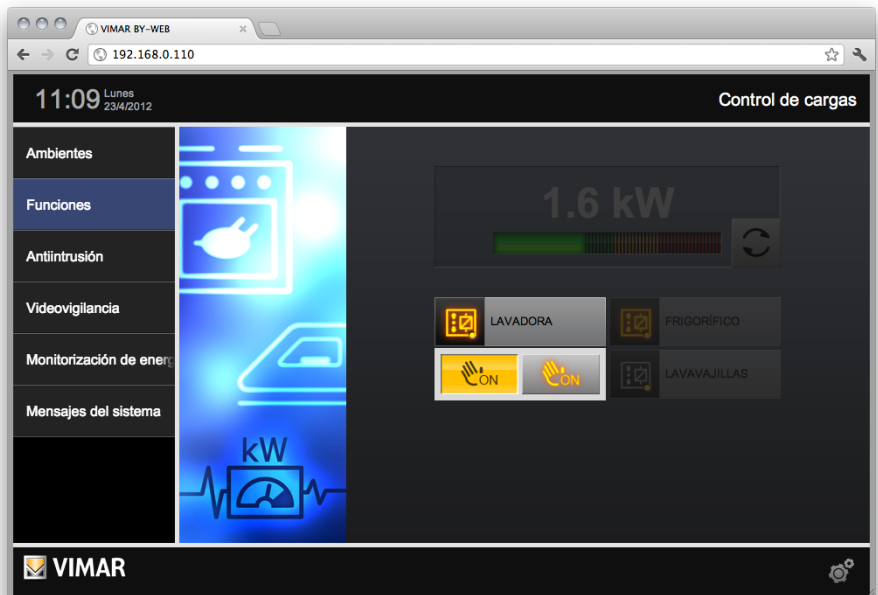 VIMAR BY-WEB
192.168.0.110
11:09 Lunes
23/4/2012
Control de cargas
Ambientes
Funciones
Antiintrusión
Videovigilancia
Monitorización de energ
Mensajes del sistema
kW
1.6 kW
LAVADORA
FRIGORÍFICO
ON
ON
LAVAVAJILLAS
VIMAR